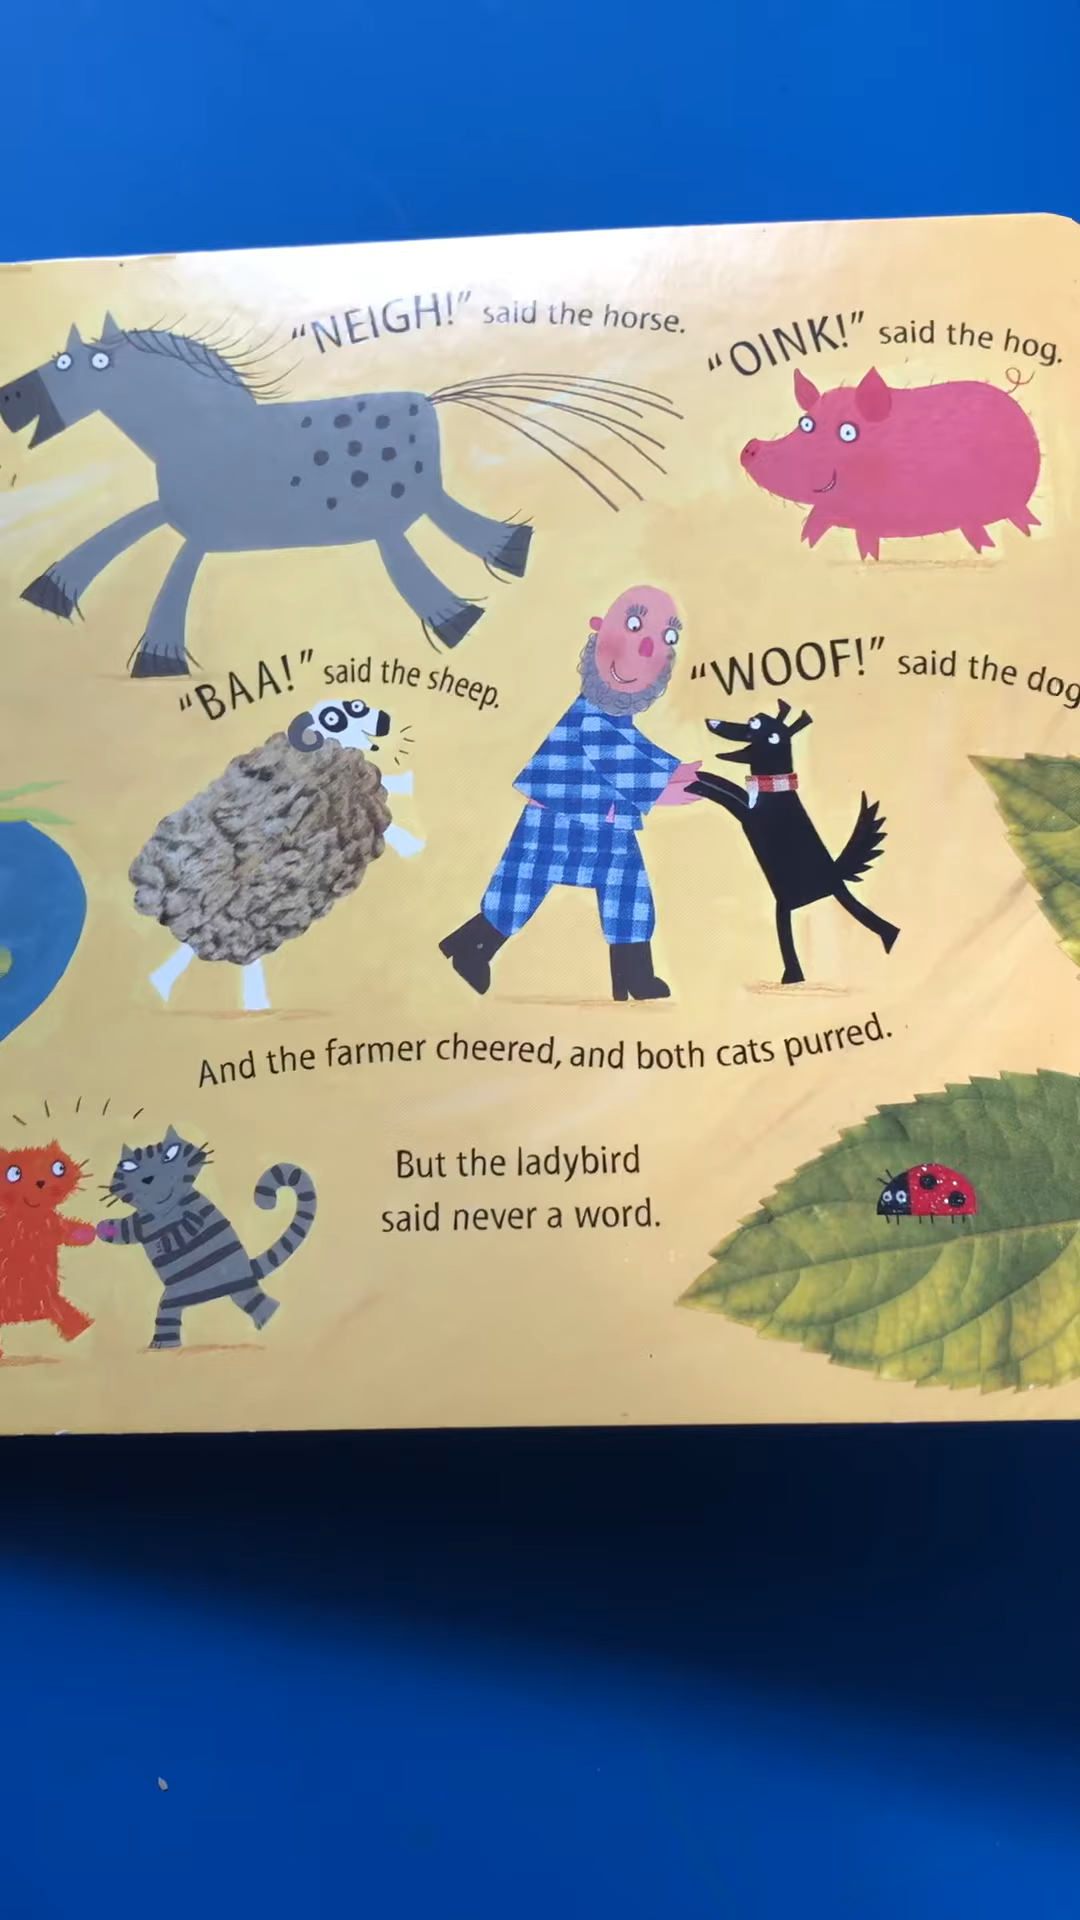 “NEIGH!” said the horse.
“OINK!” said the hog.
“BAA!” said the sheep.
“WOOF!” said the dog
And the farmer cheered, and both cats purred.
But the ladybird
said never a word.